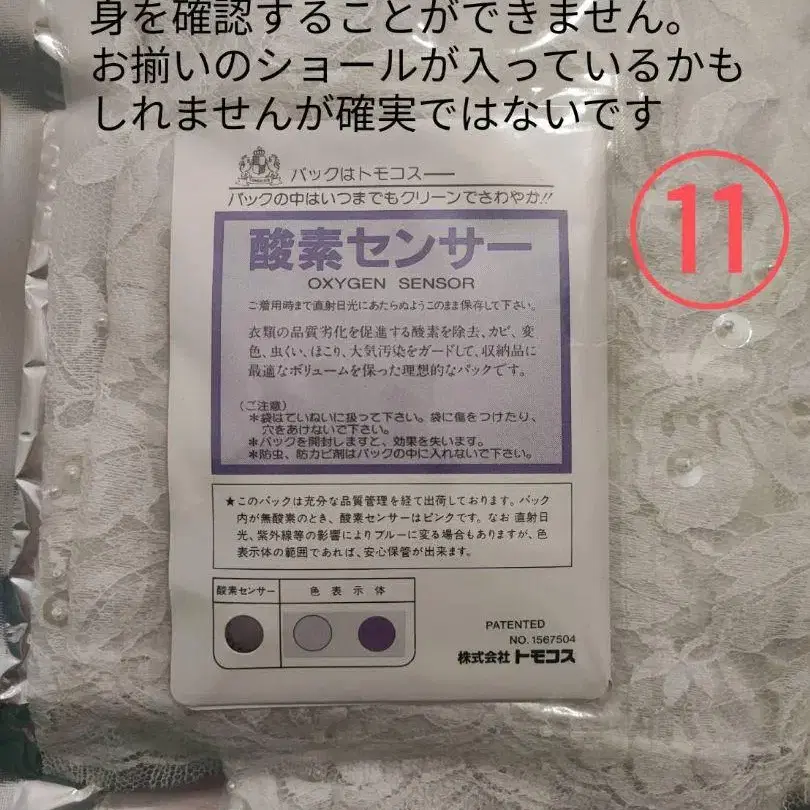 身を確認することができません。
お揃いのショールが入っているかも
しれませんが確実ではないです
11
パックはトモコス
パックの中はいつまでもクリーンでさわやか!!
酸素センサー
OXYGEN SENSOR
ご着用時まで直射日光にあたらぬようこのまま保存して下さい。
衣類の品質劣化を促進する酸素を除去、カビ、変
色、虫くい、ほこり、大気汚染をガードして、収納品に
最適なボリュームを保った理想的なパックです。
(ご注意)
*袋はていねいに扱って下さい。袋に傷をつけたり、
穴をあけないで下さい。
*パックを開封しますと、効果を失います。
*防虫、防カビ剤はパックの中に入れないで下さい。
★このパックは充分な品質管理を経て出荷しております。パック
内が無酸素のとき、酸素センサーはピンクです。なお 直射日
光、紫外線等の影響によりブルーに変る場合もありますが、色
表示体の範囲であれば、安心保管が出来ます。
酸素センサー 色表示体
PATENTED
NO. 1567504
株式会社 トモコス